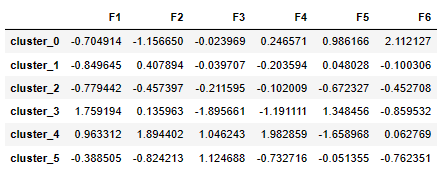 F1 F2 F3 F4 F5 F6
cluster_0 -0.704914 -1.156650 -0.023969 0.246571 0.986166 2.112127
cluster_1 -0.849645 0.407894 -0.039707 -0.203594 0.048028 -0.100306
cluster_2 -0.779442 -0.457397 -0.211595 -0.102009 -0.672327 -0.452708
cluster_3 1.759194 0.135963 -1.895661 -1.191111 1.348456 -0.859532
cluster_4 0.963312 1.894402 1.046243 1.982859 -1.658968 0.062769
cluster_5 -0.388505 -0.824213 1.124688 -0.732716 -0.051355 -0.762351